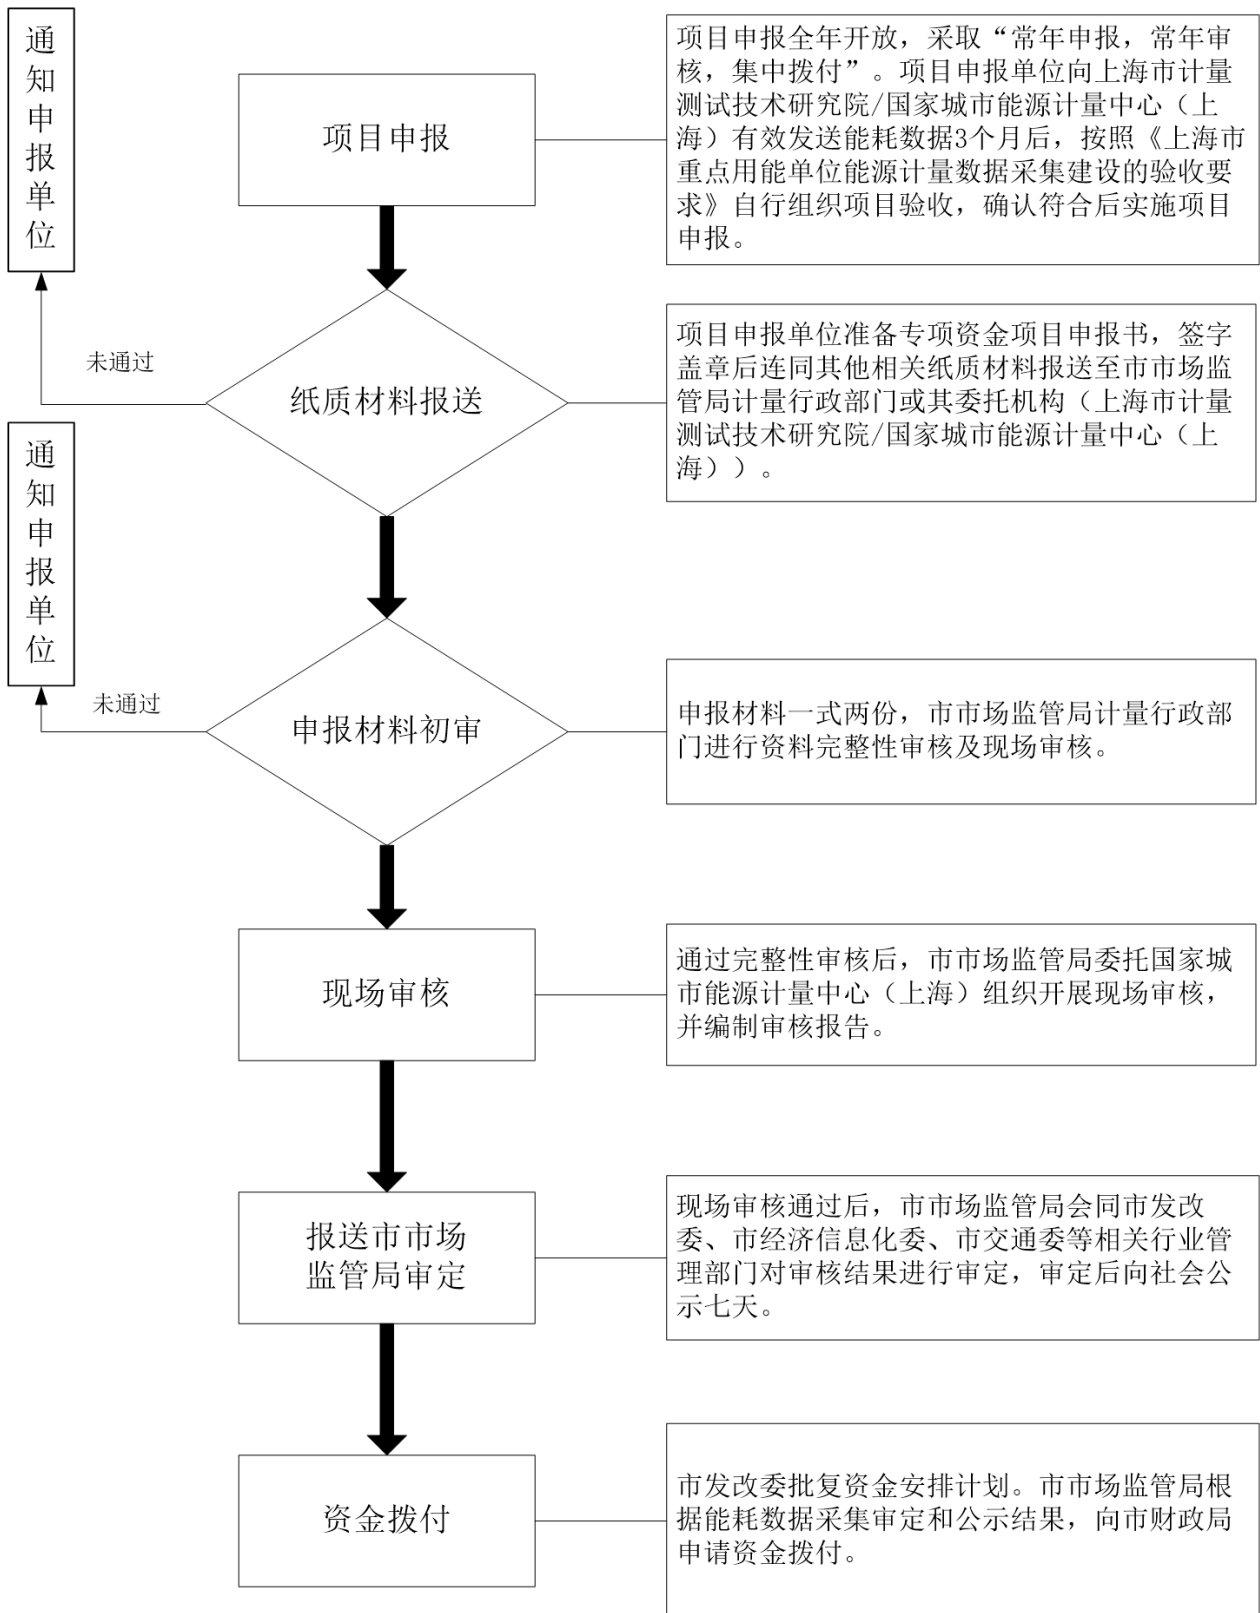 通知申报单位
项目申报
项目申报全年开放，采取“常年申报，常年审
核，集中拨付”。项目申报单位向上海市计量
测试技术研究院/国家城市能源计量中心（上
海）有效发送能耗数据3个月后，按照《上海市
重点用能单位能源计量数据采集建设的验收要
求》自行组织项目验收，确认符合后实施项目
申报。
未通过
纸质材料报送
项目申报单位准备专项资金项目申报书，签字
盖章后连同其他相关纸质材料报送至市市场监
管局计量行政部门或其委托机构（上海市计量
测试技术研究院/国家城市能源计量中心（上
海））。
通知申报单位
未通过
申报材料初审
申报材料一式两份，市市场监管局计量行政部
门进行资料完整性审核及现场审核。
现场审核
通过完整性审核后，市市场监管局委托国家城
市能源计量中心（上海）组织开展现场审核，
并编制审核报告。
报送市市场
监管局审定
现场审核通过后，市市场监管局会同市发改
委、市经济信息化委、市交通委等相关行业管
理部门对审核结果进行审定，审定后向社会公
示七天。
资金拨付
市发改委批复资金安排计划。市市场监管局根
据能耗数据采集审定和公示结果，向市财政局
申请资金拨付。